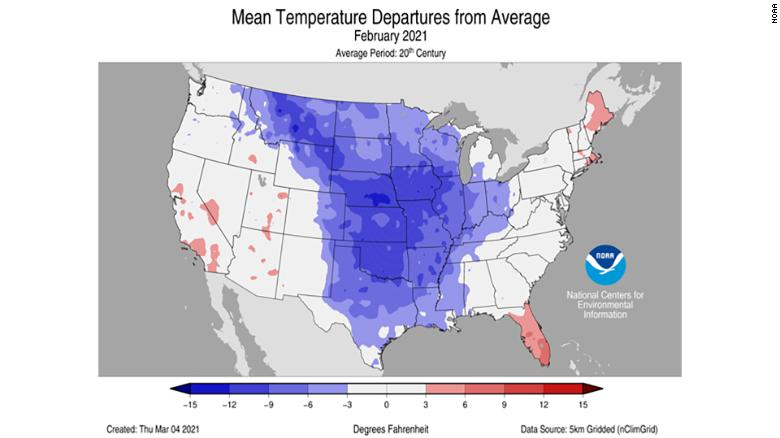 Mean Temperature Departures from Average
February 2021
Average Period: 20th Century
NOAA
NOAA
National Centers for
Environmental
Information
-15 -12 -9 -6 -3 0 3 6 9 12 15
Created: Thu Mar 04 2021 Degrees Fahrenheit Data Source: 5km Gridded (nClimGrid)